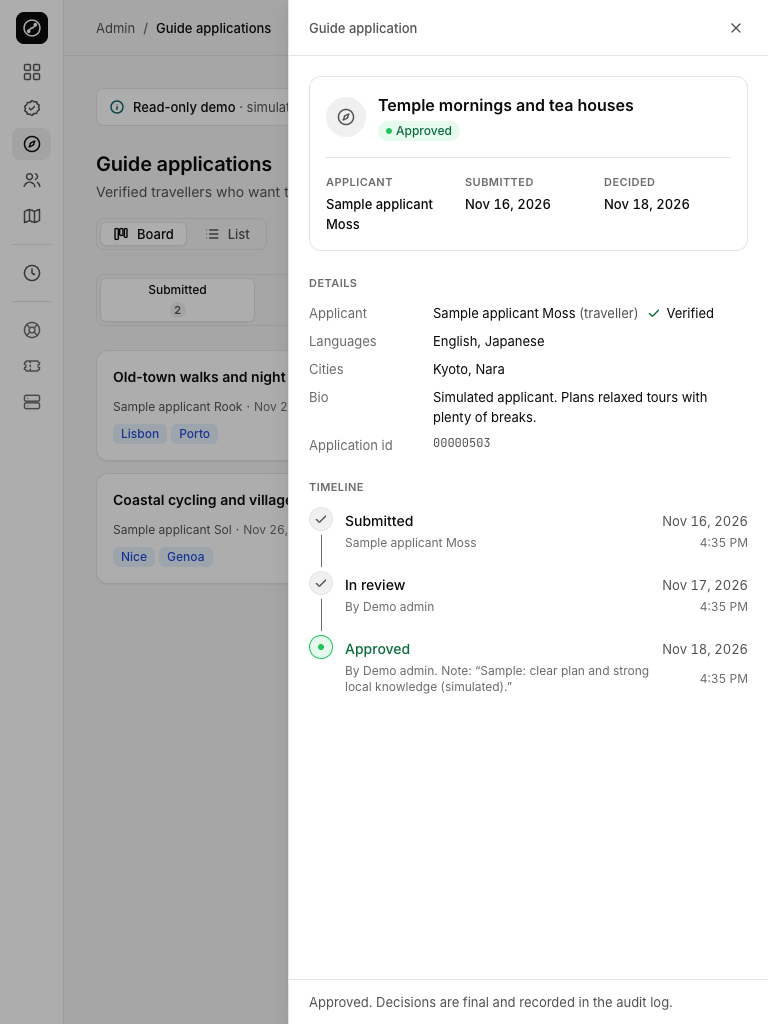 Admin / Guide applications
Read-only demo · simulat
Guide applications
Verified travellers who want t
Board
List
Submitted
2
Old-town walks and night
Sample applicant Rook · Nov 2
Lisbon
Porto
Coastal cycling and village
Sample applicant Sol · Nov 26,
Nice
Genoa
Guide application
Temple mornings and tea houses
Approved
APPLICANT
Sample applicant
Moss
SUBMITTED
Nov 16, 2026
DECIDED
Nov 18, 2026
DETAILS
Applicant
Sample applicant Moss (traveller) Verified
Languages
English, Japanese
Cities
Kyoto, Nara
Bio
Simulated applicant. Plans relaxed tours with
plenty of breaks.
Application id
00000503
TIMELINE
Submitted
Nov 16, 2026
Sample applicant Moss
4:35 PM
In review
Nov 17, 2026
By Demo admin
4:35 PM
Approved
Nov 18, 2026
By Demo admin. Note: “Sample: clear plan and strong
local knowledge (simulated).”
4:35 PM
Approved. Decisions are final and recorded in the audit log.